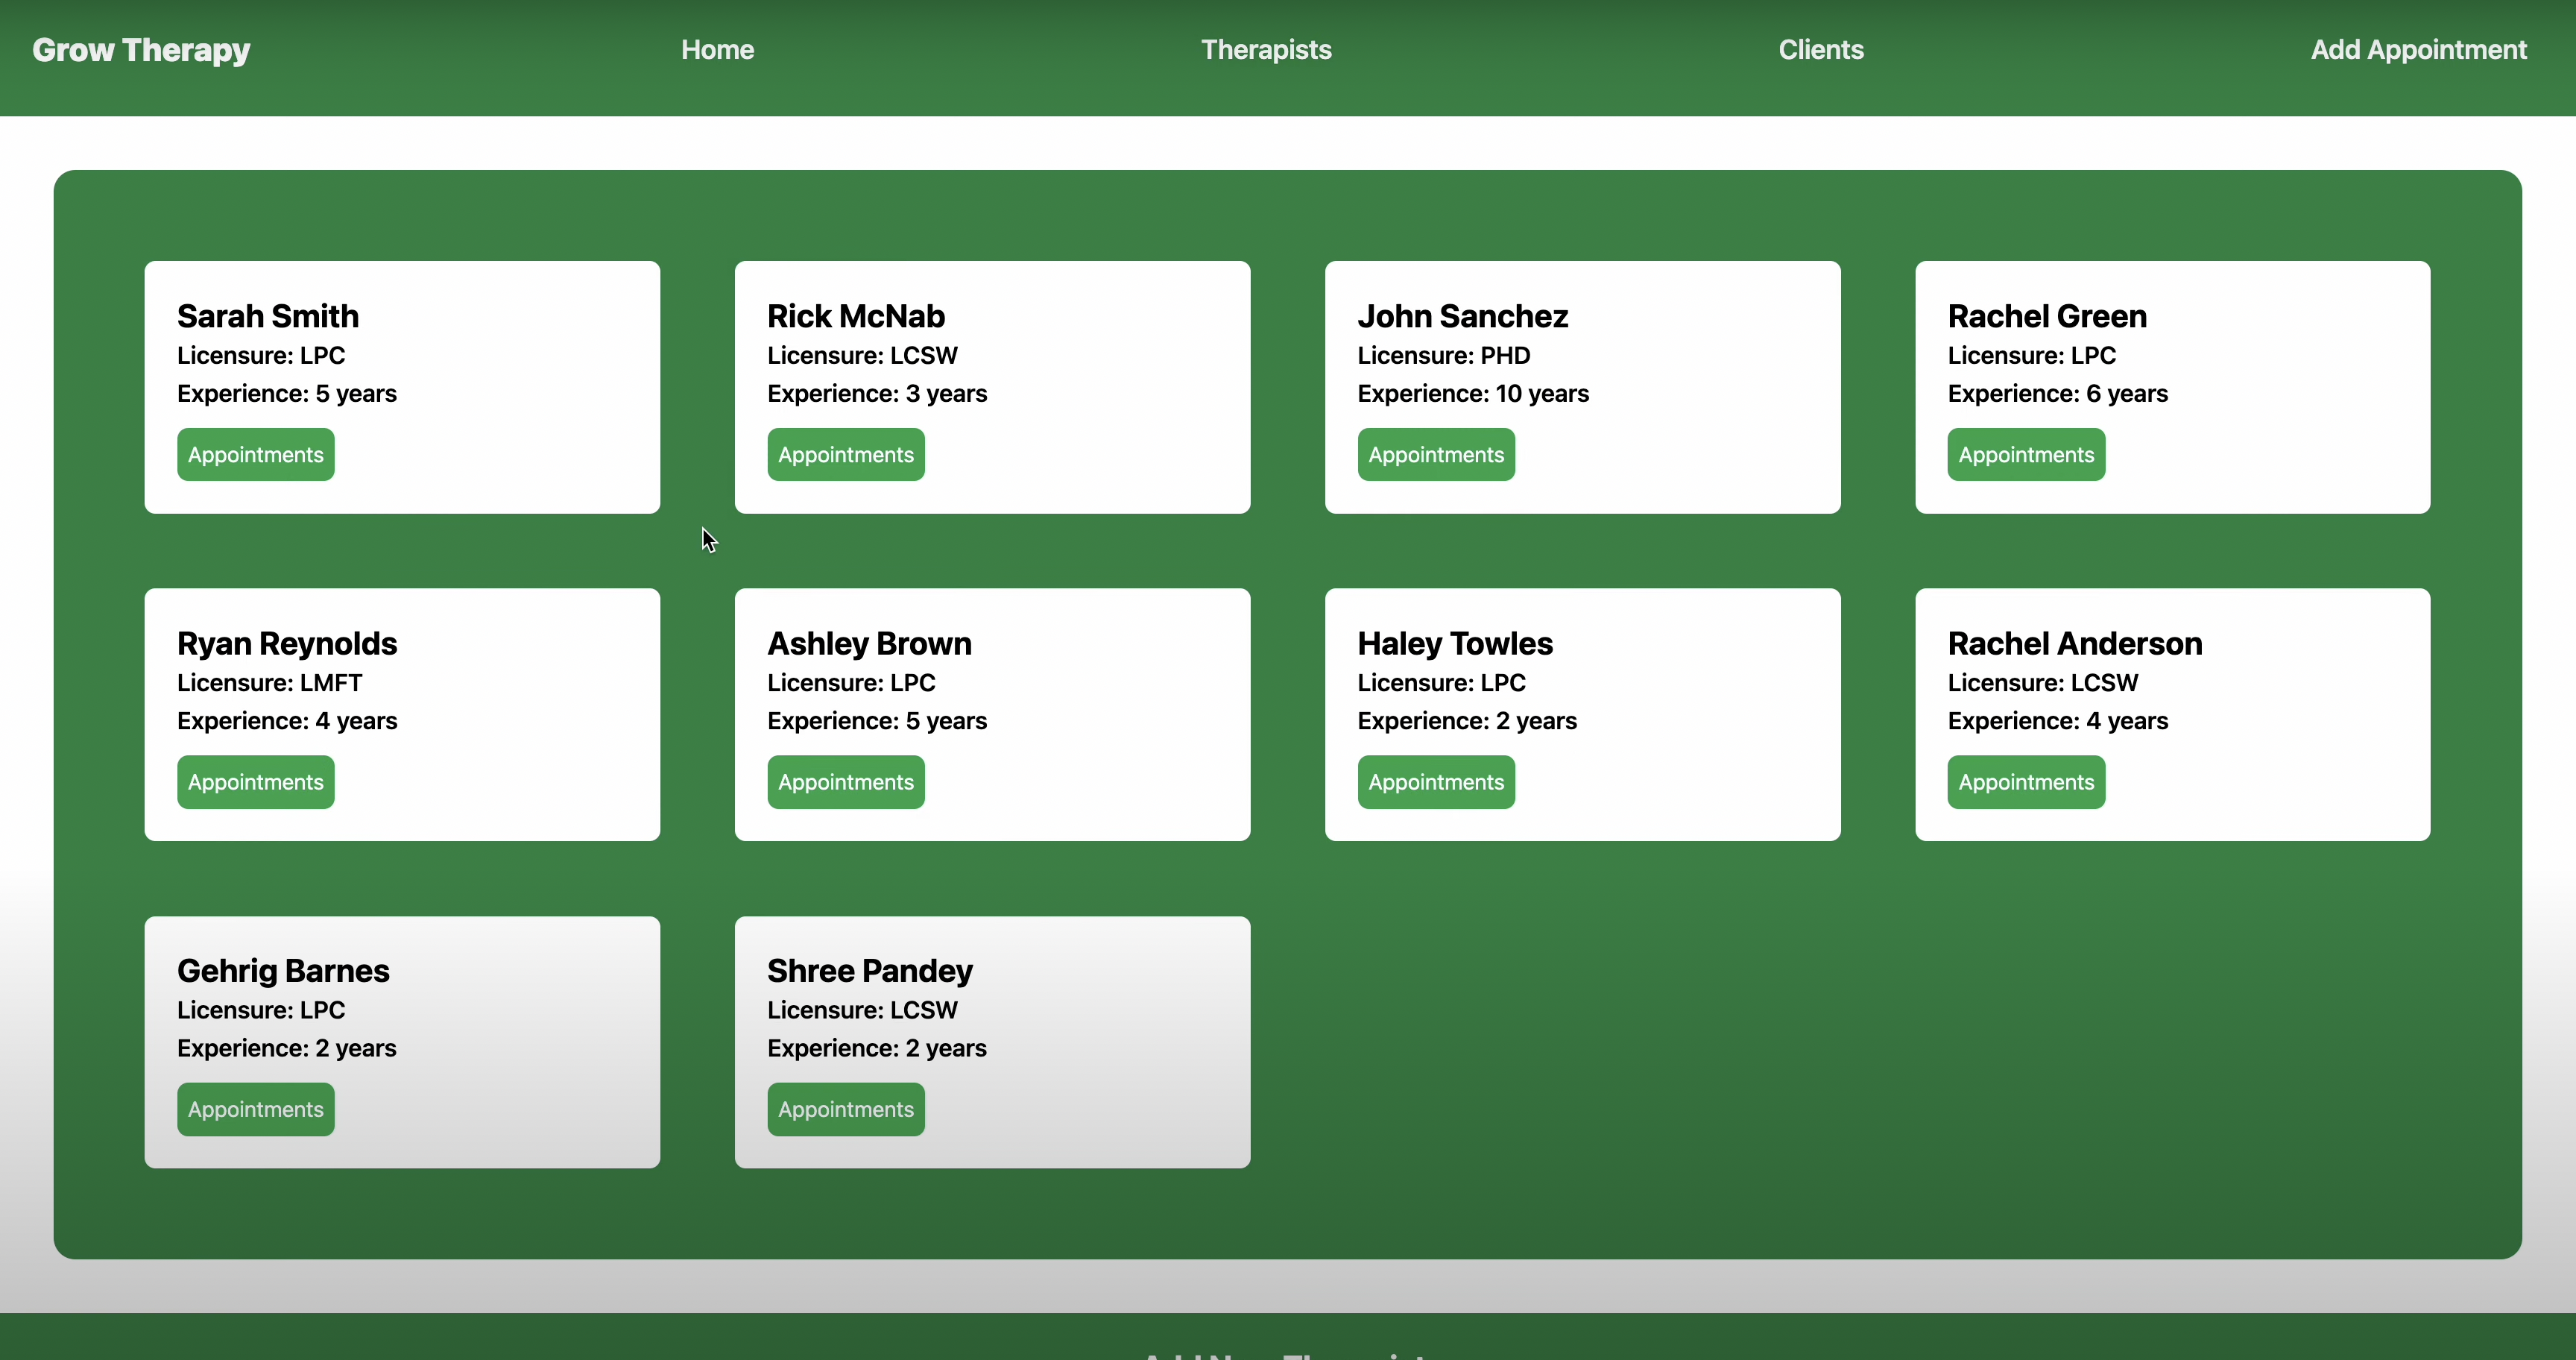 Grow Therapy
Home
Therapists
Clients
Add Appointment
Sarah Smith
Licensure: LPC
Experience: 5 years
Appointments
Rick McNab
Licensure: LCSW
Experience: 3 years
Appointments
John Sanchez
Licensure: PHD
Experience: 10 years
Appointments
Rachel Green
Licensure: LPC
Experience: 6 years
Appointments
Ryan Reynolds
Licensure: LMFT
Experience: 4 years
Appointments
Ashley Brown
Licensure: LPC
Experience: 5 years
Appointments
Haley Towles
Licensure: LPC
Experience: 2 years
Appointments
Rachel Anderson
Licensure: LCSW
Experience: 4 years
Appointments
Gehrig Barnes
Licensure: LPC
Experience: 2 years
Appointments
Shree Pandey
Licensure: LCSW
Experience: 2 years
Appointments